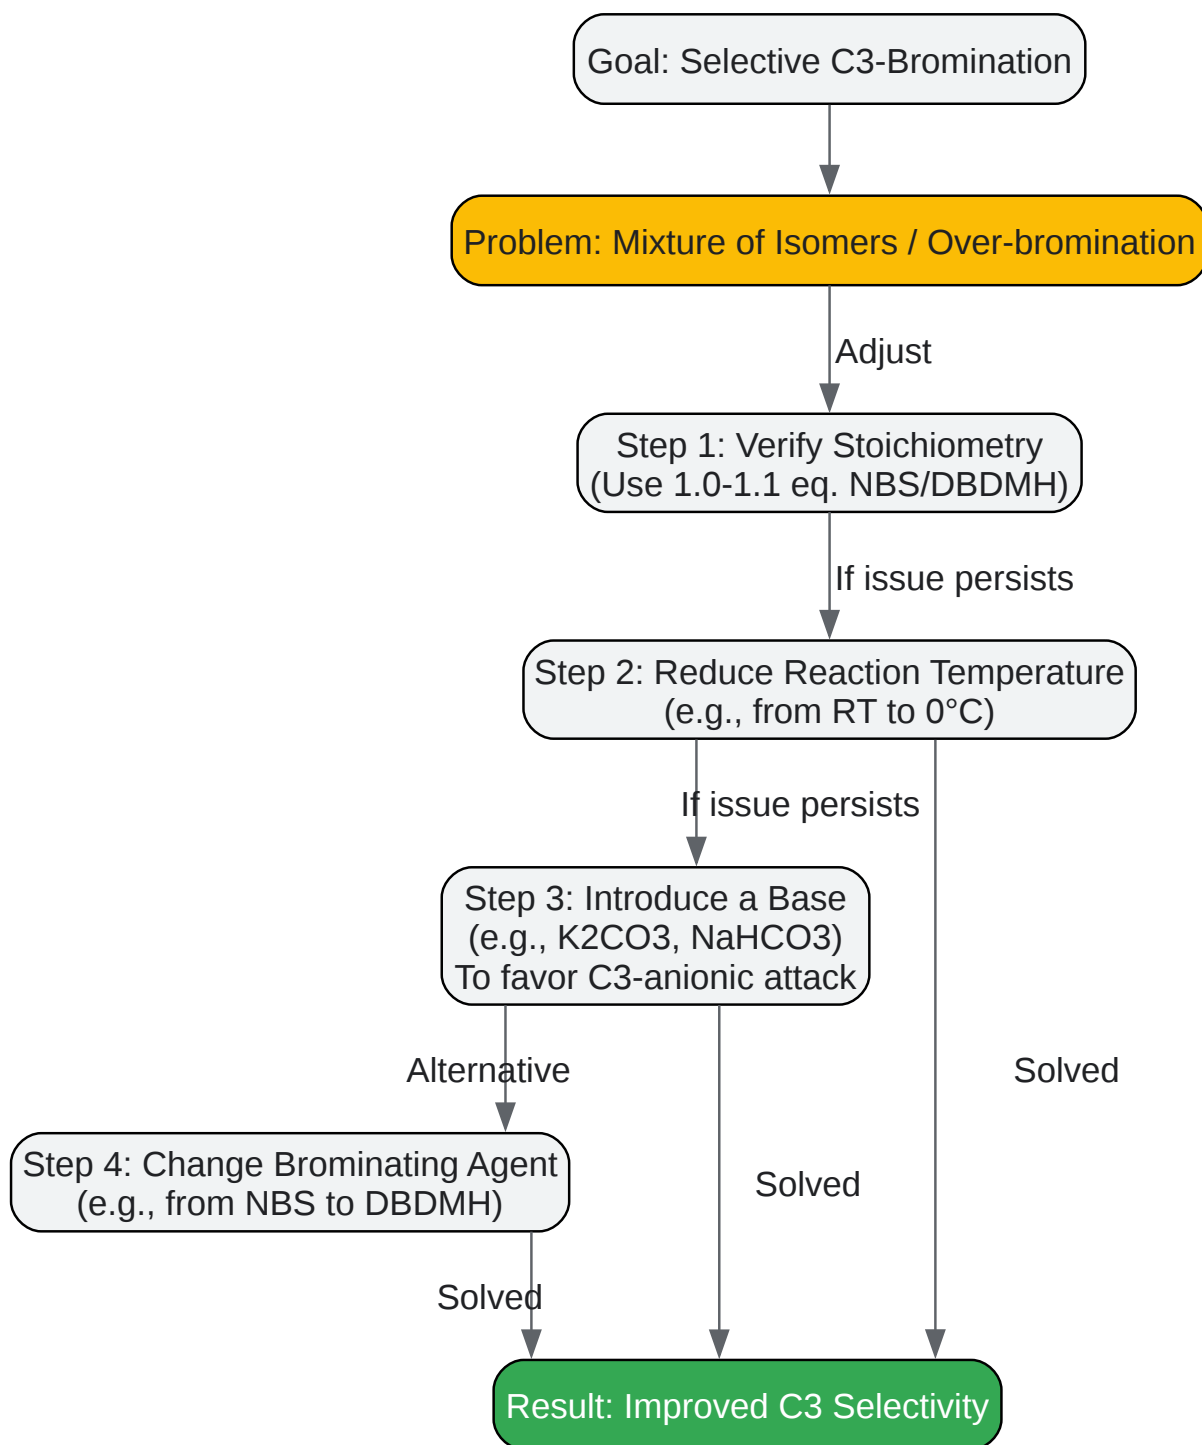 Goal: Selective C3-Bromination
Problem: Mixture of Isomers / Over-bromination
Adjust
Step 1: Verify Stoichiometry
(Use 1.0-1.1 eq. NBS/DBDMH)
If issue persists
Step 2: Reduce Reaction Temperature
(e.g., from RT to 0°C)
If issue persists
Step 3: Introduce a Base
(e.g., K2CO3, NaHCO3)
To favor C3-anionic attack
Alternative
Solved
Step 4: Change Brominating Agent
(e.g., from NBS to DBDMH)
Solved
Solved
Result: Improved C3 Selectivity